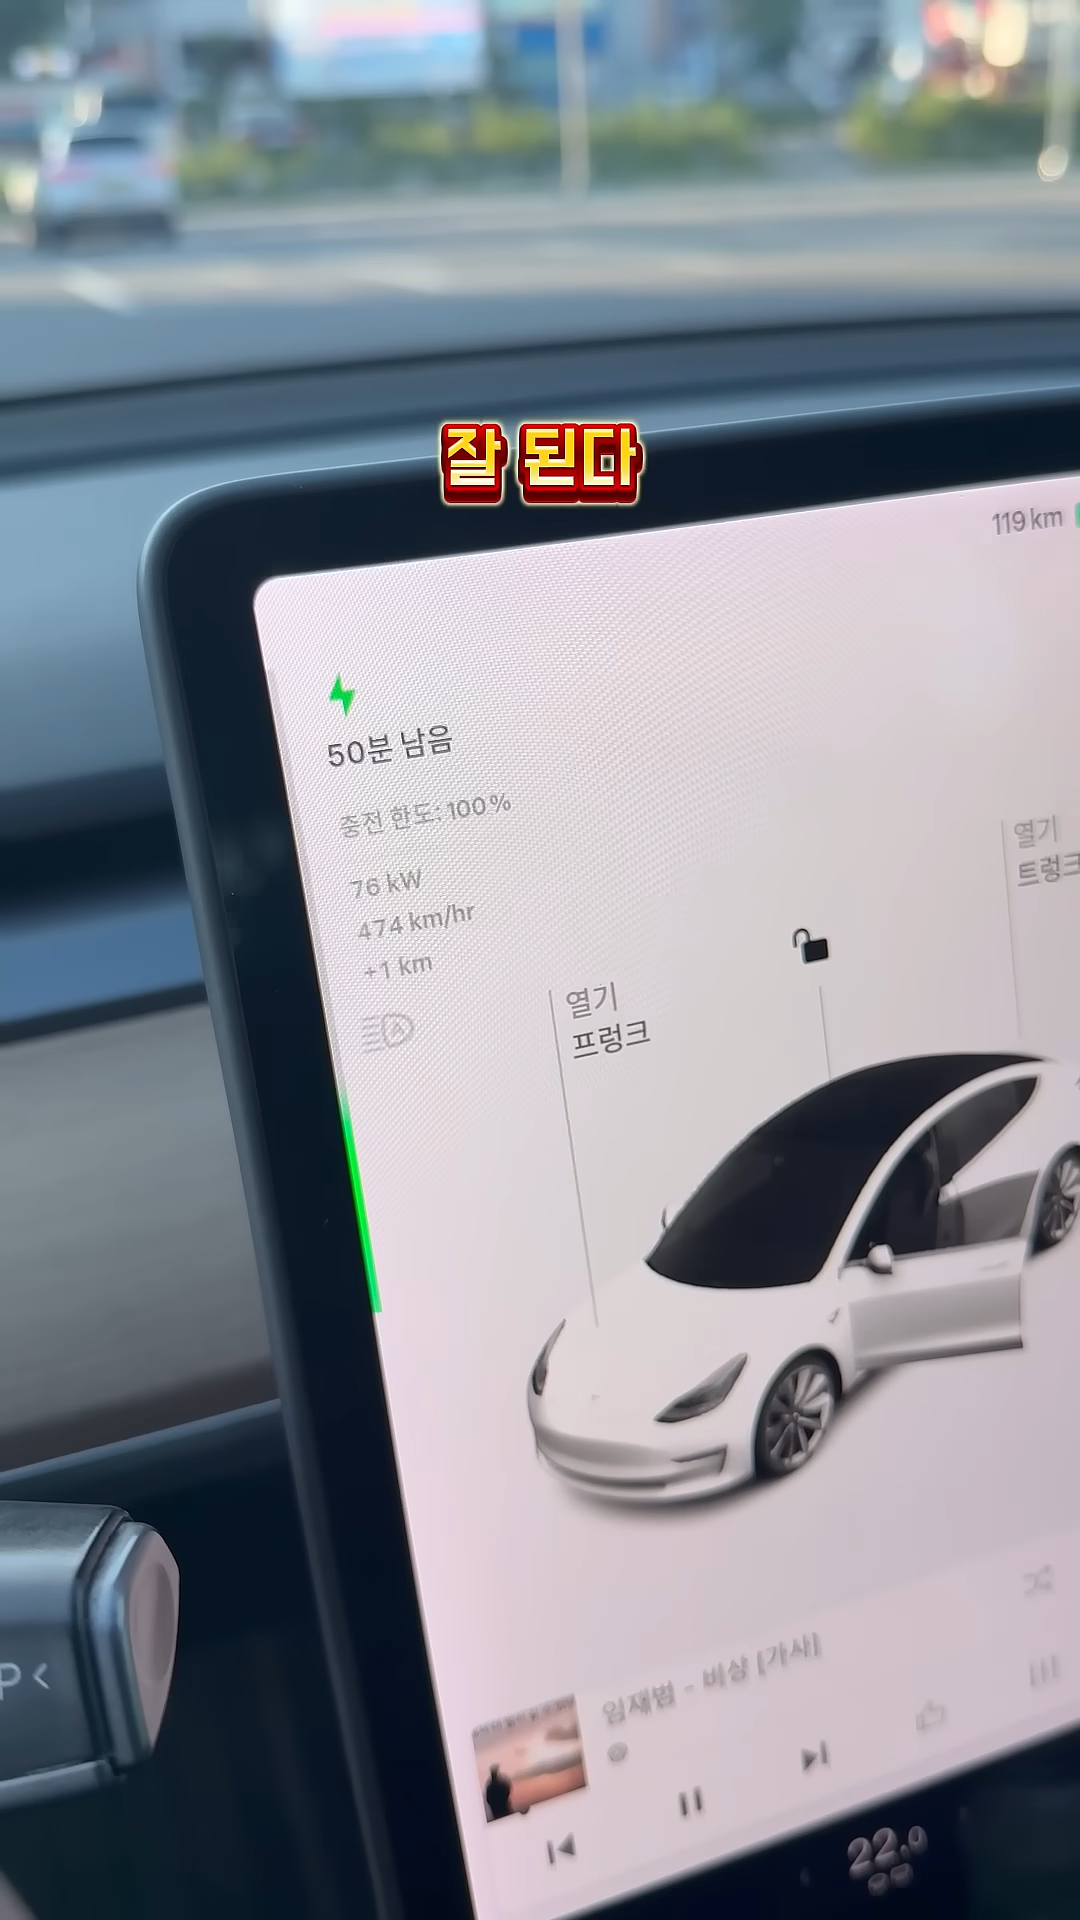 잘 된다
119 km
50분 남음
충전 한도: 100 %
76 kW
474 km/hr
+1 km
열기
트렁크
열기
프렁크
임재범 - 비상 [가사]
P
22.0